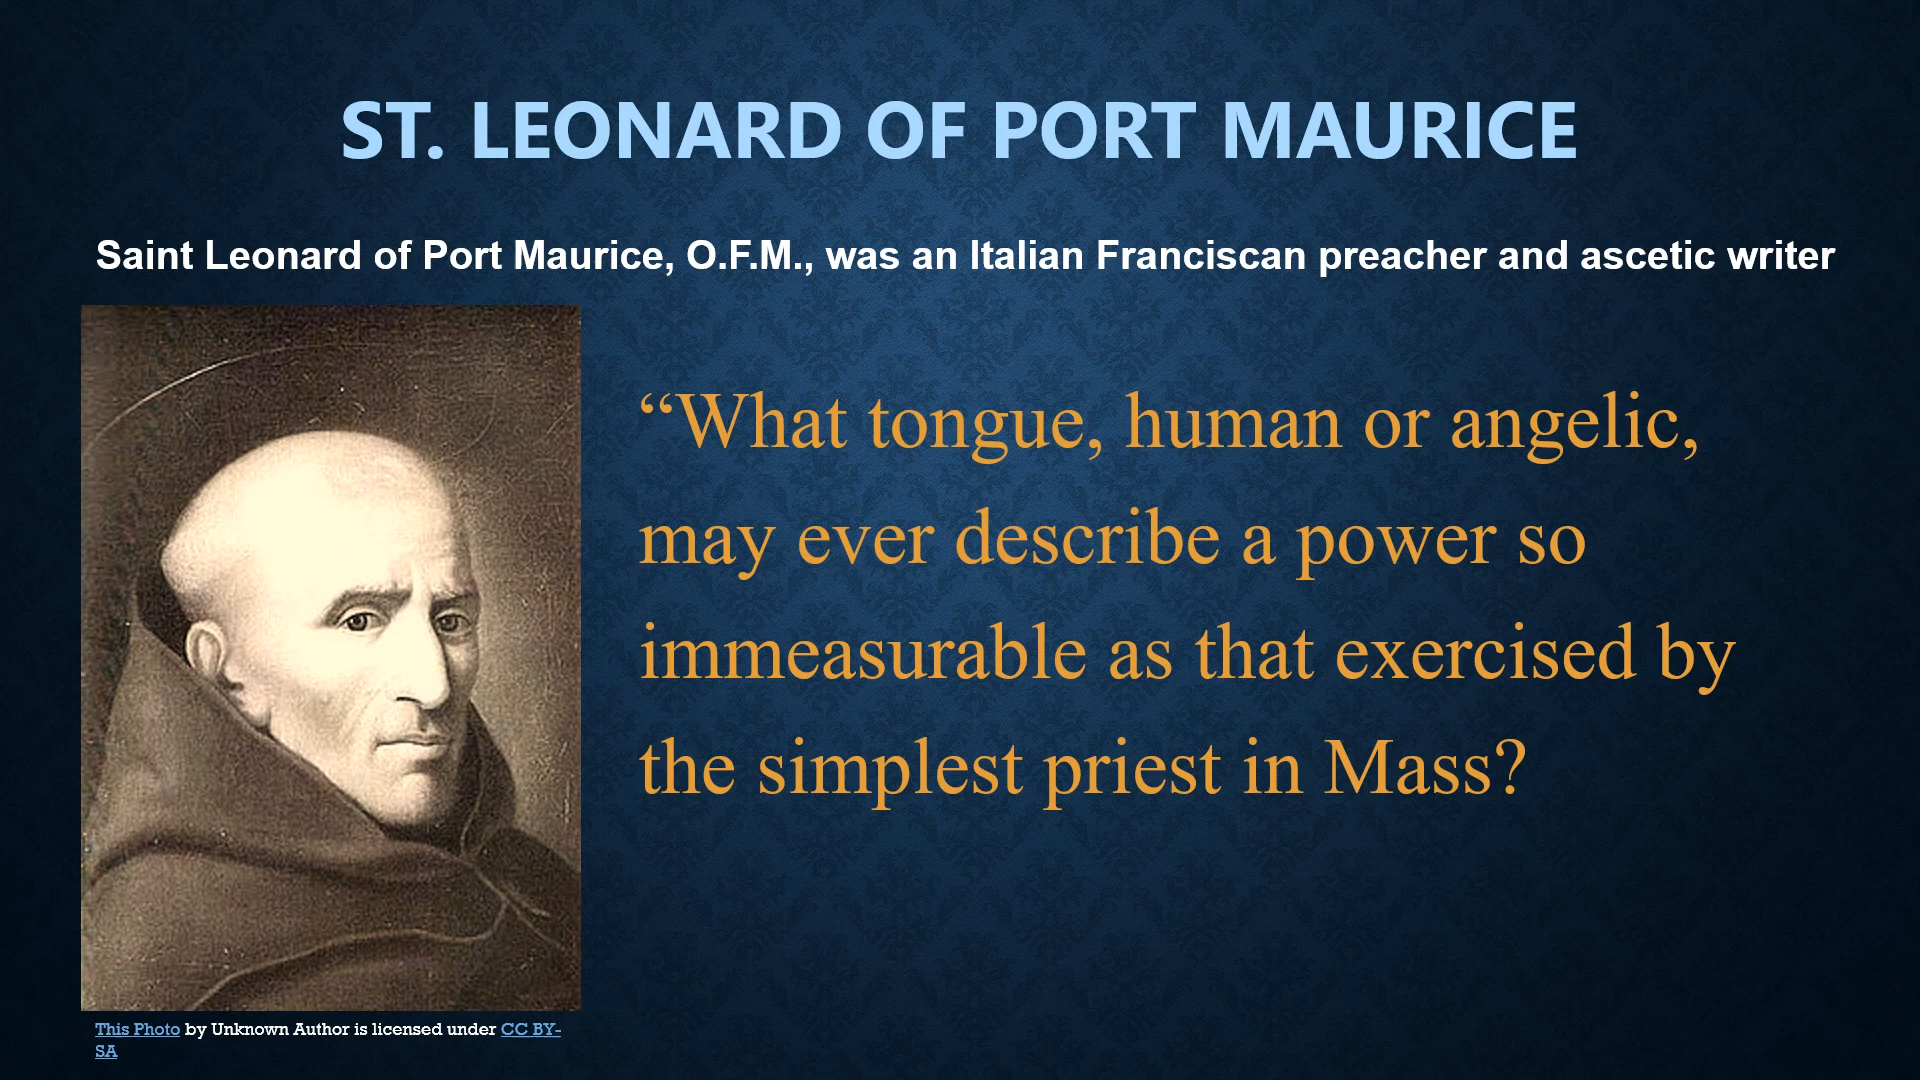 ST. LEONARD OF PORT MAURICE
Saint Leonard of Port Maurice, O.F.M., was an Italian Franciscan preacher and ascetic writer
“What tongue, human or angelic,
may ever describe a power so
immeasurable as that exercised by
the simplest priest in Mass?
This Photo by Unknown Author is licensed under CC BY-
SA